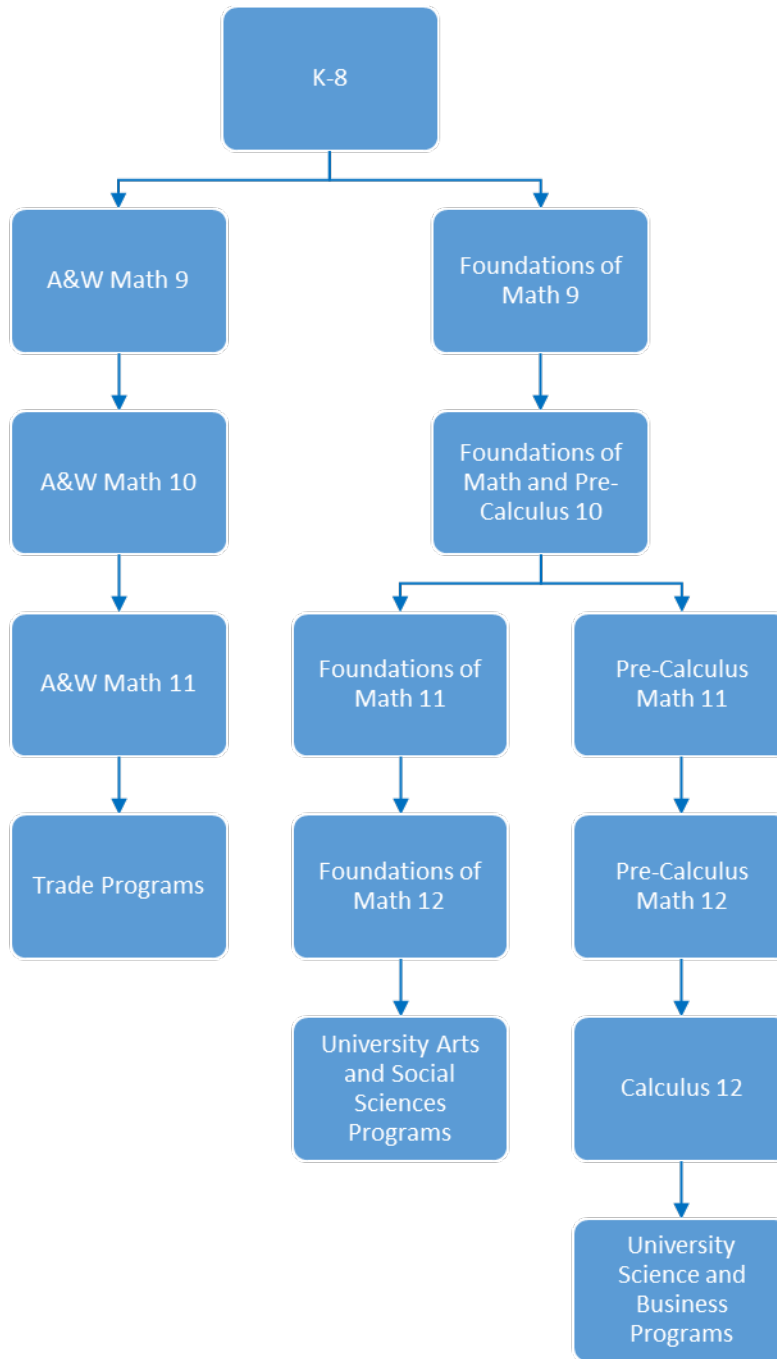 K-8
A&W Math 9
Foundations of
Math 9
A&W Math 10
Foundations of
Math and Pre-
Calculus 10
A&W Math 11
Foundations of
Math 11
Pre-Calculus
Math 11
Trade Programs
Foundations of
Math 12
Pre-Calculus
Math 12
University Arts
and Social
Sciences
Programs
Calculus 12
University
Science and
Business
Programs